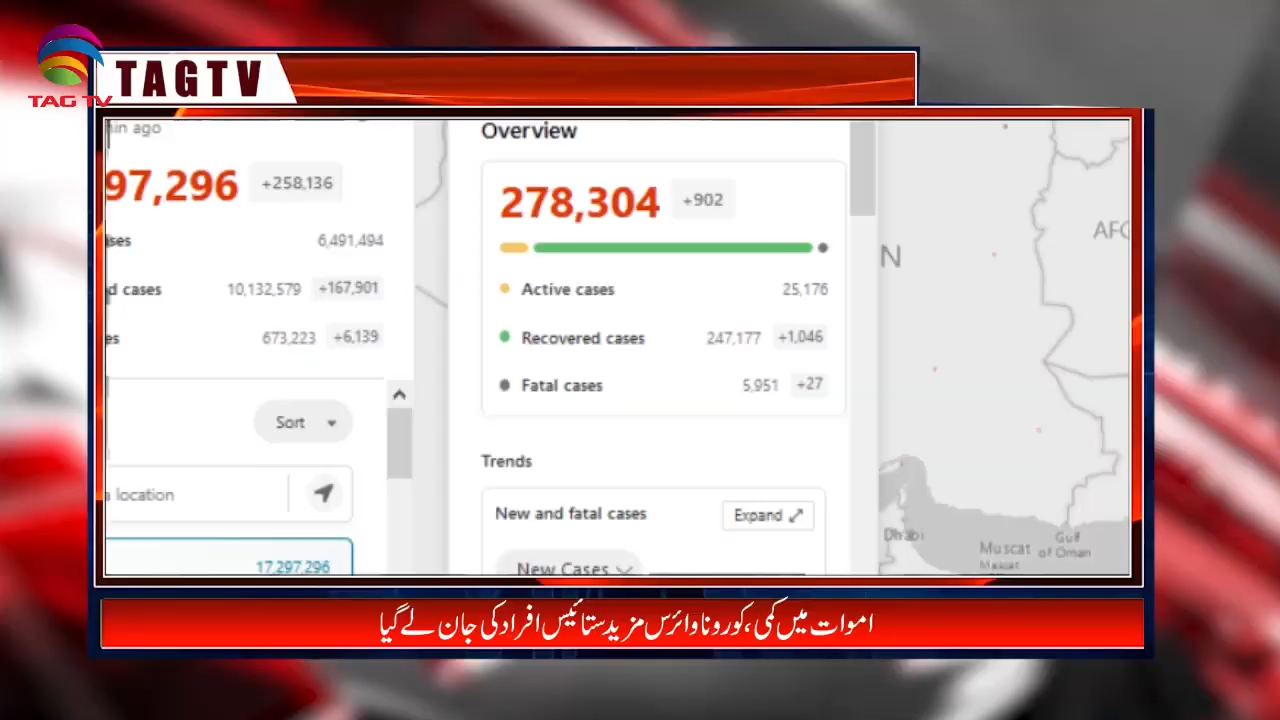 TAGTV
TAG TV
min ago
97,296 +258,136
6,491,494
d cases 10,132,579 +167,901
673,223 +6,139
Sort
a location
17,297,296
Overview
278,304 +902
Active cases 25,176
Recovered cases 247,177 +1,046
Fatal cases 5,951 +27
Trends
New and fatal cases Expand
New Cases
N
AFG
Dhabi
Muscat
Mascat
Gulf
of Oman
اموات میں کمی، کورونا وائرس مزید ستائیس افراد کی جان لے گیا